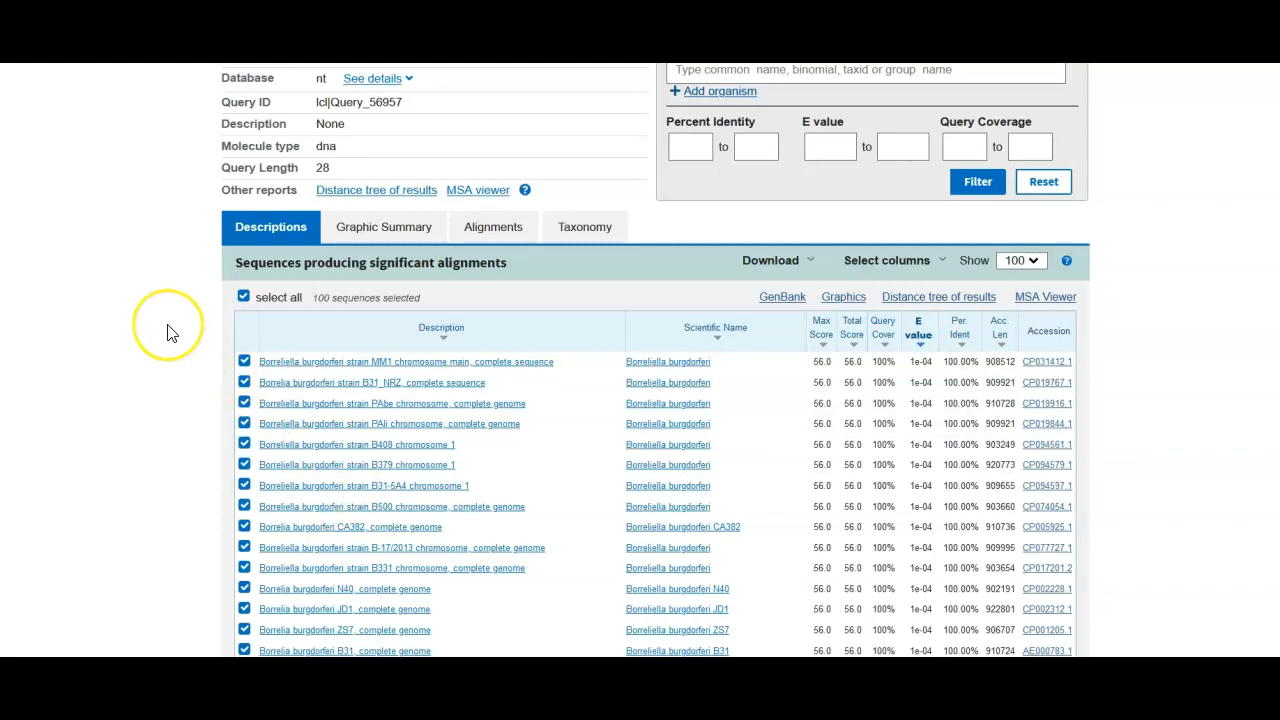 Database nt See details
Type common name, binomial, taxid or group name
Query ID lcl|Query_56957
+ Add organism
Description None
Percent Identity E value Query Coverage
Molecule type dna
to to to
Query Length 28
Filter Reset
Other reports Distance tree of results MSA viewer ?
Descriptions Graphic Summary Alignments Taxonomy
Sequences producing significant alignments Download Select columns Show 100 ?
select all 100 sequences selected GenBank Graphics Distance tree of results MSA Viewer
Description Scientific Name Max Score Total Score Query Cover E value Per. Ident Acc. Len Accession
Borreliella burgdorferi strain MM1 chromosome main, complete sequence Borreliella burgdorferi 56.0 56.0 100% 1e-04 100.00% 908512 CP031412.1
Borrelia burgdorferi strain B31_NRZ, complete sequence Borreliella burgdorferi 56.0 56.0 100% 1e-04 100.00% 909921 CP019767.1
Borreliella burgdorferi strain PAbe chromosome, complete genome Borreliella burgdorferi 56.0 56.0 100% 1e-04 100.00% 910728 CP019916.1
Borreliella burgdorferi strain PAli chromosome, complete genome Borreliella burgdorferi 56.0 56.0 100% 1e-04 100.00% 909921 CP019844.1
Borreliella burgdorferi strain B408 chromosome 1 Borreliella burgdorferi 56.0 56.0 100% 1e-04 100.00% 903249 CP094561.1
Borreliella burgdorferi strain B379 chromosome 1 Borreliella burgdorferi 56.0 56.0 100% 1e-04 100.00% 920773 CP094579.1
Borreliella burgdorferi strain B31-5A4 chromosome 1 Borreliella burgdorferi 56.0 56.0 100% 1e-04 100.00% 909655 CP094597.1
Borreliella burgdorferi strain B500 chromosome, complete genome Borreliella burgdorferi 56.0 56.0 100% 1e-04 100.00% 903660 CP074054.1
Borrelia burgdorferi CA382, complete genome Borreliella burgdorferi CA382 56.0 56.0 100% 1e-04 100.00% 910736 CP005925.1
Borreliella burgdorferi strain B-17/2013 chromosome, complete genome Borreliella burgdorferi 56.0 56.0 100% 1e-04 100.00% 909995 CP077727.1
Borreliella burgdorferi strain B331 chromosome, complete genome Borreliella burgdorferi 56.0 56.0 100% 1e-04 100.00% 903654 CP017201.2
Borrelia burgdorferi N40, complete genome Borreliella burgdorferi N40 56.0 56.0 100% 1e-04 100.00% 902191 CP002228.1
Borrelia burgdorferi JD1, complete genome Borreliella burgdorferi JD1 56.0 56.0 100% 1e-04 100.00% 922801 CP002312.1
Borrelia burgdorferi ZS7, complete genome Borreliella burgdorferi ZS7 56.0 56.0 100% 1e-04 100.00% 906707 CP001205.1
Borrelia burgdorferi B31, complete genome Borreliella burgdorferi B31 56.0 56.0 100% 1e-04 100.00% 910724 AE000783.1